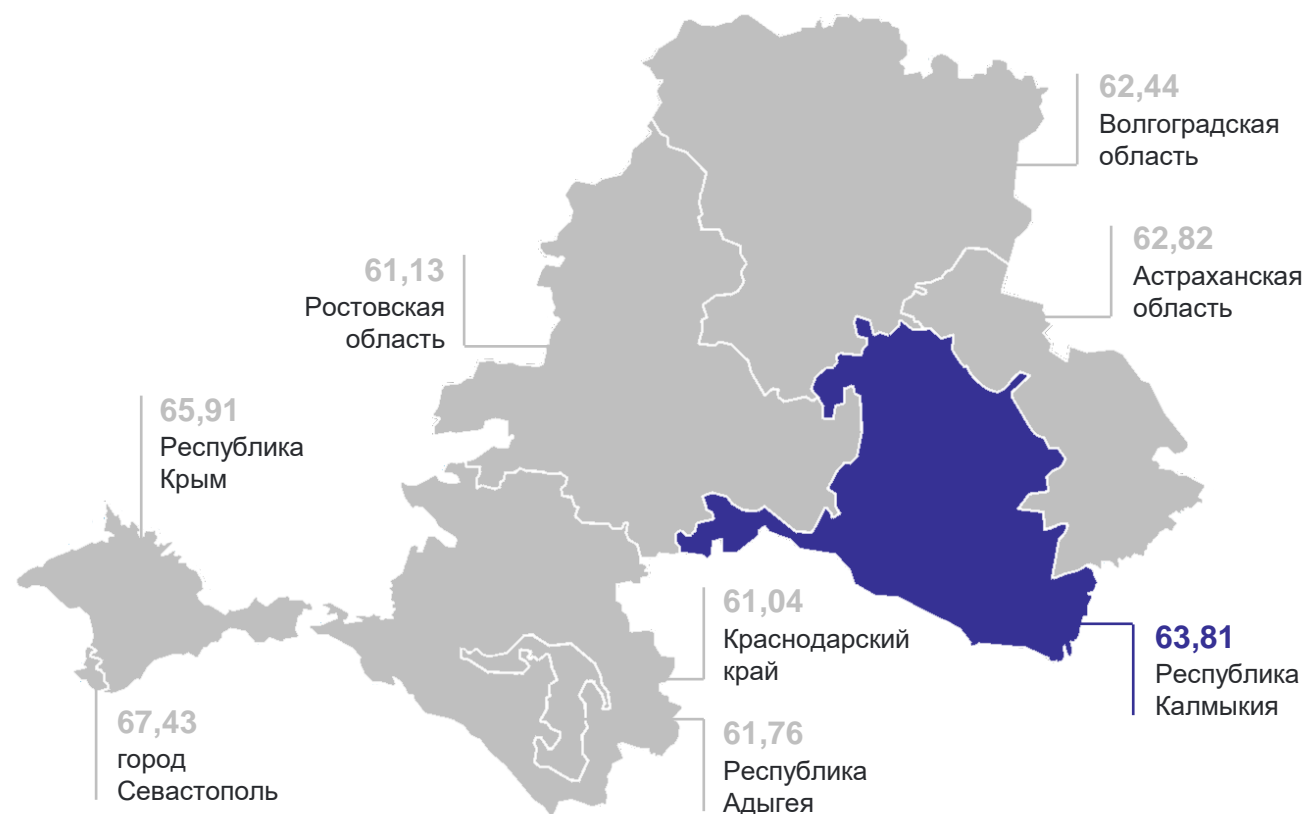 62,44
Волгоградская
область
62,82
Астраханская
область
61,13
Ростовская
область
65,91
Республика
Крым
61,04
Краснодарский
край
63,81
Республика
Калмыкия
67,43
город
Севастополь
61,76
Республика
Адыгея